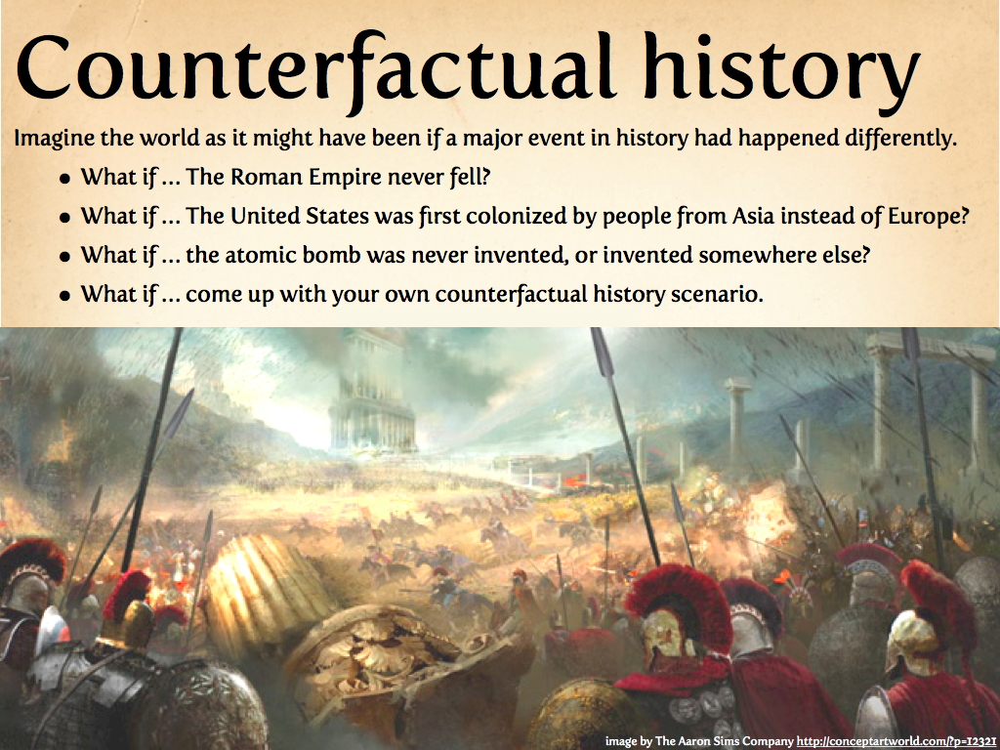 Counterfactual history
Imagine the world as it might have been if a major event in history had happened differently.
• What if ... The Roman Empire never fell?
• What if ... The United States was first colonized by people from Asia instead of Europe?
• What if ... the atomic bomb was never invented, or invented somewhere else?
• What if ... come up with your own counterfactual history scenario.
image by The Aaron Sims Company http://conceptartworld.com/?p=12321